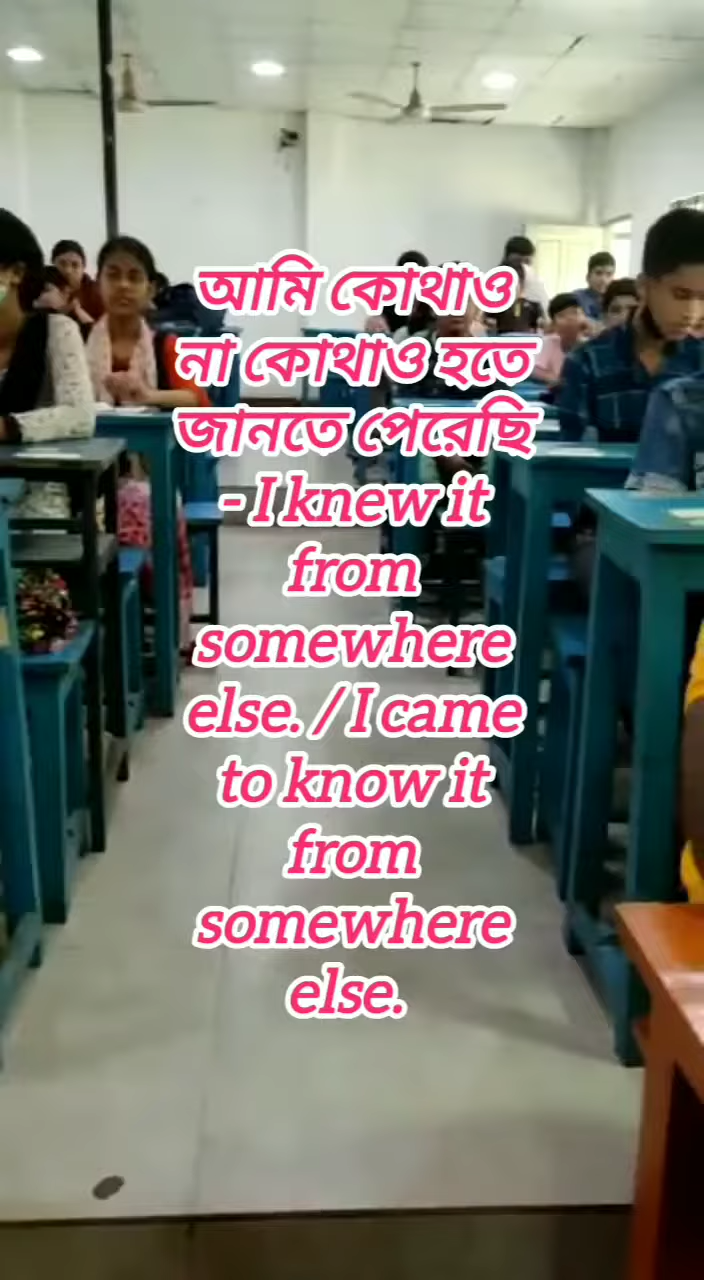 আমি কোথাও
না কোথাও হতে
জানতে পেরেছি
- I knew it
from
somewhere
else. / I came
to know it
from
somewhere
else.